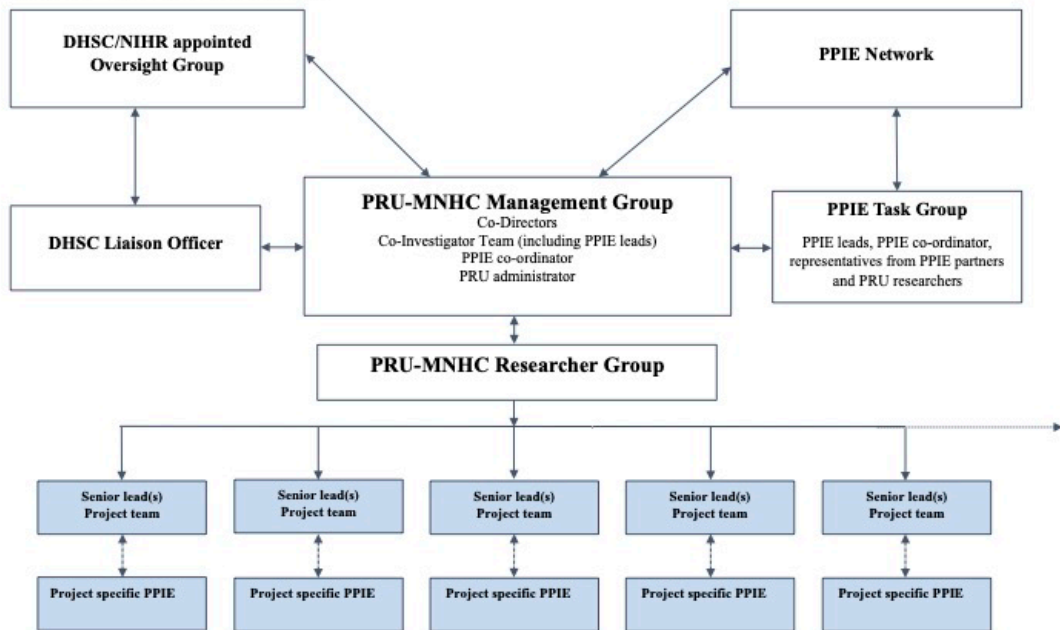 DHSC/NIHR appointed
Oversight Group
PPIE Network
PRU-MNHC Management Group
Co-Directors
Co-Investigator Team (including PPIE leads)
PPIE co-ordinator
PRU administrator
DHSC Liaison Officer
PPIE Task Group
PPIE leads, PPIE co-ordinator,
representatives from PPIE partners
and PRU researchers
PRU-MNHC Researcher Group
Senior lead(s)
Project team
Senior lead(s)
Project team
Senior lead(s)
Project team
Senior lead(s)
Project team
Senior lead(s)
Project team
Project specific PPIE
Project specific PPIE
Project specific PPIE
Project specific PPIE
Project specific PPIE